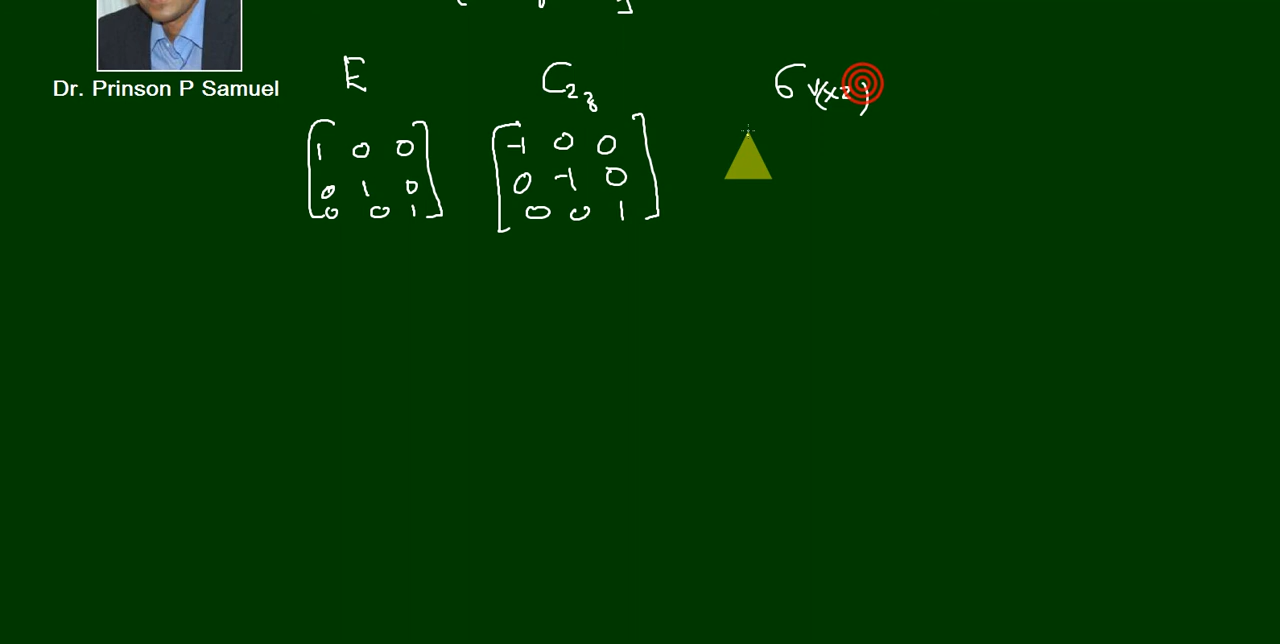 Dr. Prinson P Samuel
E C2z σv(xz)
1 0 0 -1 0 0
0 1 0 0 -1 0
0 0 1 0 0 1